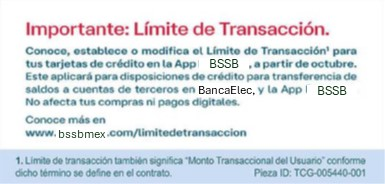 Importante: Límite de Transacción.
Conoce, establece o modifica el Límite de Transacción¹ para
tus tarjetas de crédito en la App BSSB , a partir de octubre.
Este aplicará para disposiciones de crédito para transferencia de
saldos a cuentas de terceros en BancaElec, y la App BSSB
No afecta tus compras ni pagos digitales.
Conoce más en
www.bssbmex.com/limitedetransaccion
1. Límite de transacción también significa “Monto Transaccional del Usuario” conforme
dicho término se define en el contrato. Pieza ID: TCG-005440-001